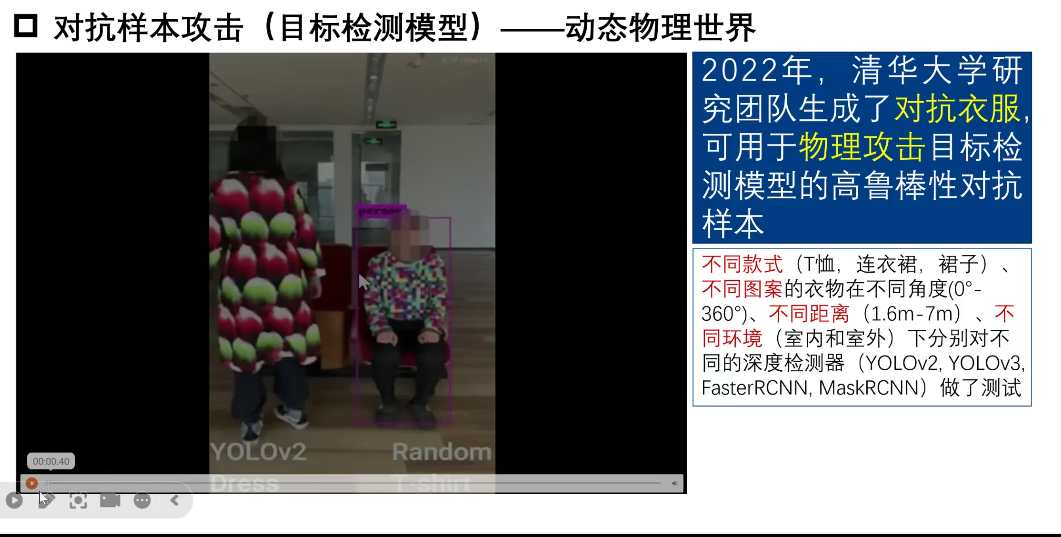 对抗样本攻击（目标检测模型）——动态物理世界
2022年，清华大学研
究团队生成了对抗衣服,
可用于物理攻击目标检
测模型的高鲁棒性对抗
样本
不同款式（T恤，连衣裙，裙子）、
不同图案的衣物在不同角度(0°-
360°)、不同距离（1.6m-7m）、不
同环境（室内和室外）下分别对不
同的深度检测器（YOLOv2, YOLOv3,
FasterRCNN, MaskRCNN）做了测试
YOLOv2
Random
Dress
T-shirt
00:00.40